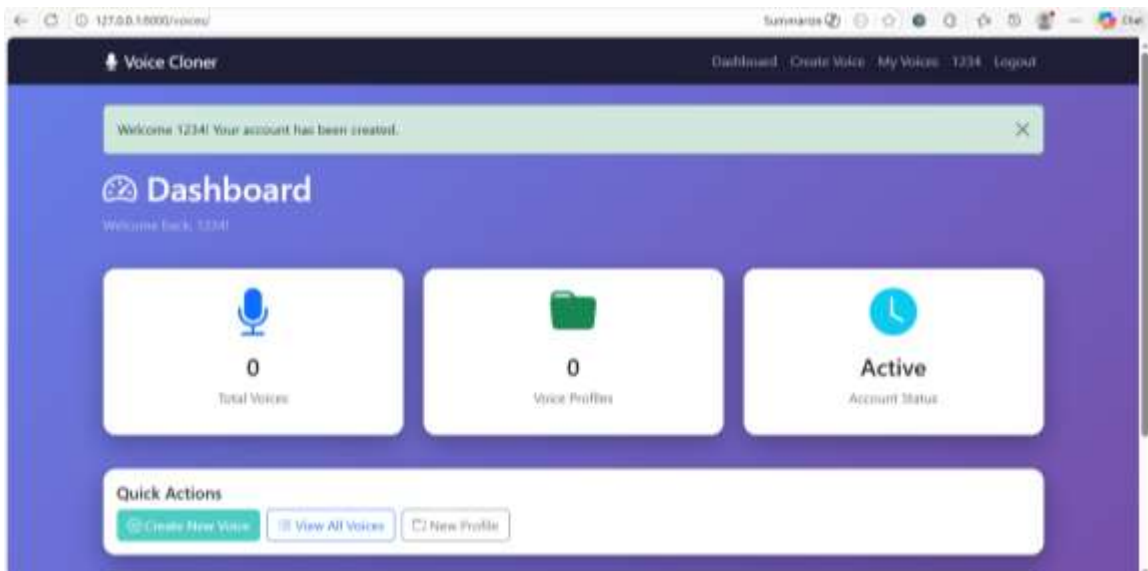 127.0.0.1:8000/voices/ Summarize Chat
Voice Cloner Dashboard Create Voice My Voices 1234 Logout
Welcome 1234! Your account has been created.
Dashboard
Welcome back, 1234!
0 0 Active
Total Voices Voice Profiles Account Status
Quick Actions
Create New Voice View All Voices New Profile